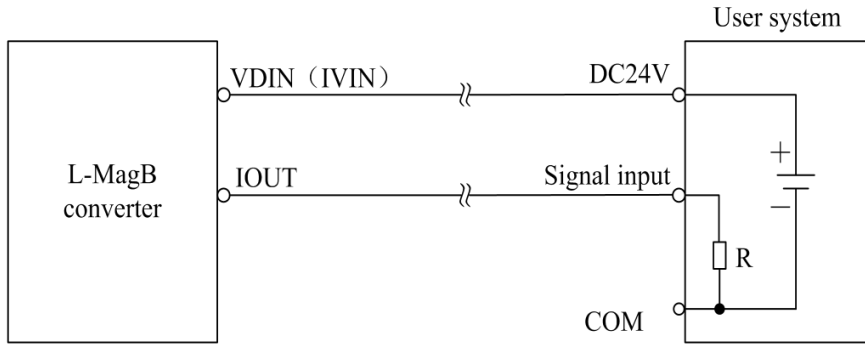 User system
VDIN（IVIN）
DC24V
+
L-MagB
converter
IOUT
Signal input
−
R
COM